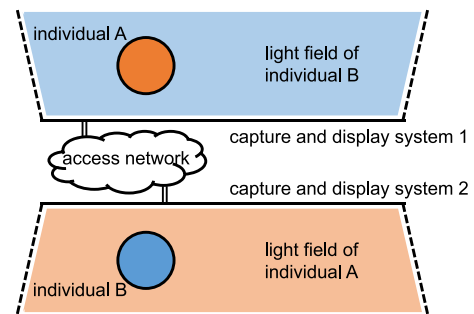 individual A
light field of
individual B
capture and display system 1
access network
capture and display system 2
light field of
individual A
individual B